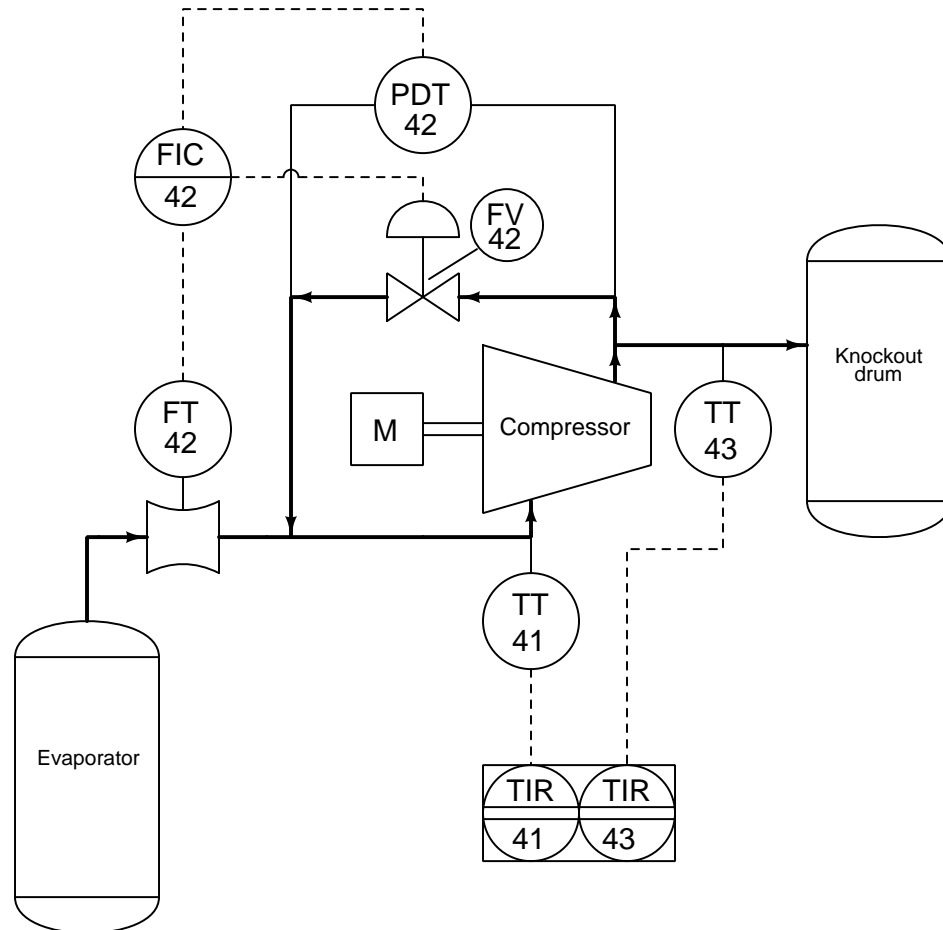 PDT
42
FIC
42
FV
42
Knockout
drum
FT
42
M
Compressor
TT
43
TT
41
Evaporator
TIR
41
TIR
43